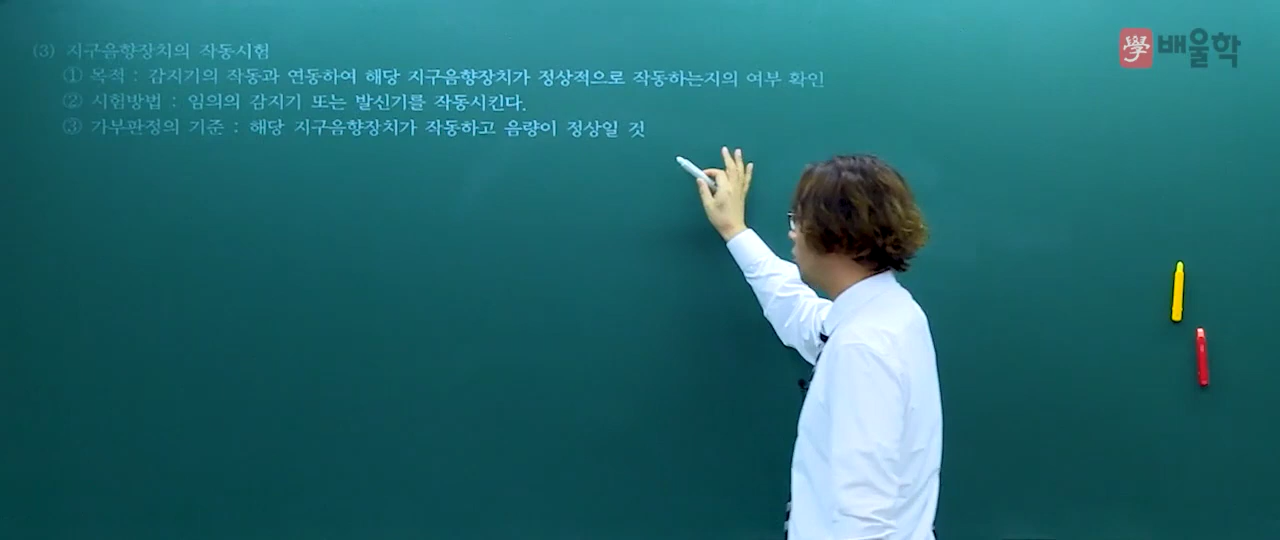 (3) 지구음향장치의 작동시험
① 목적 : 감지기의 작동과 연동하여 해당 지구음향장치가 정상적으로 작동하는지의 여부 확인
② 시험방법 : 임의의 감지기 또는 발신기를 작동시킨다.
③ 가부판정의 기준 : 해당 지구음향장치가 작동하고 음량이 정상일 것
學 배울학